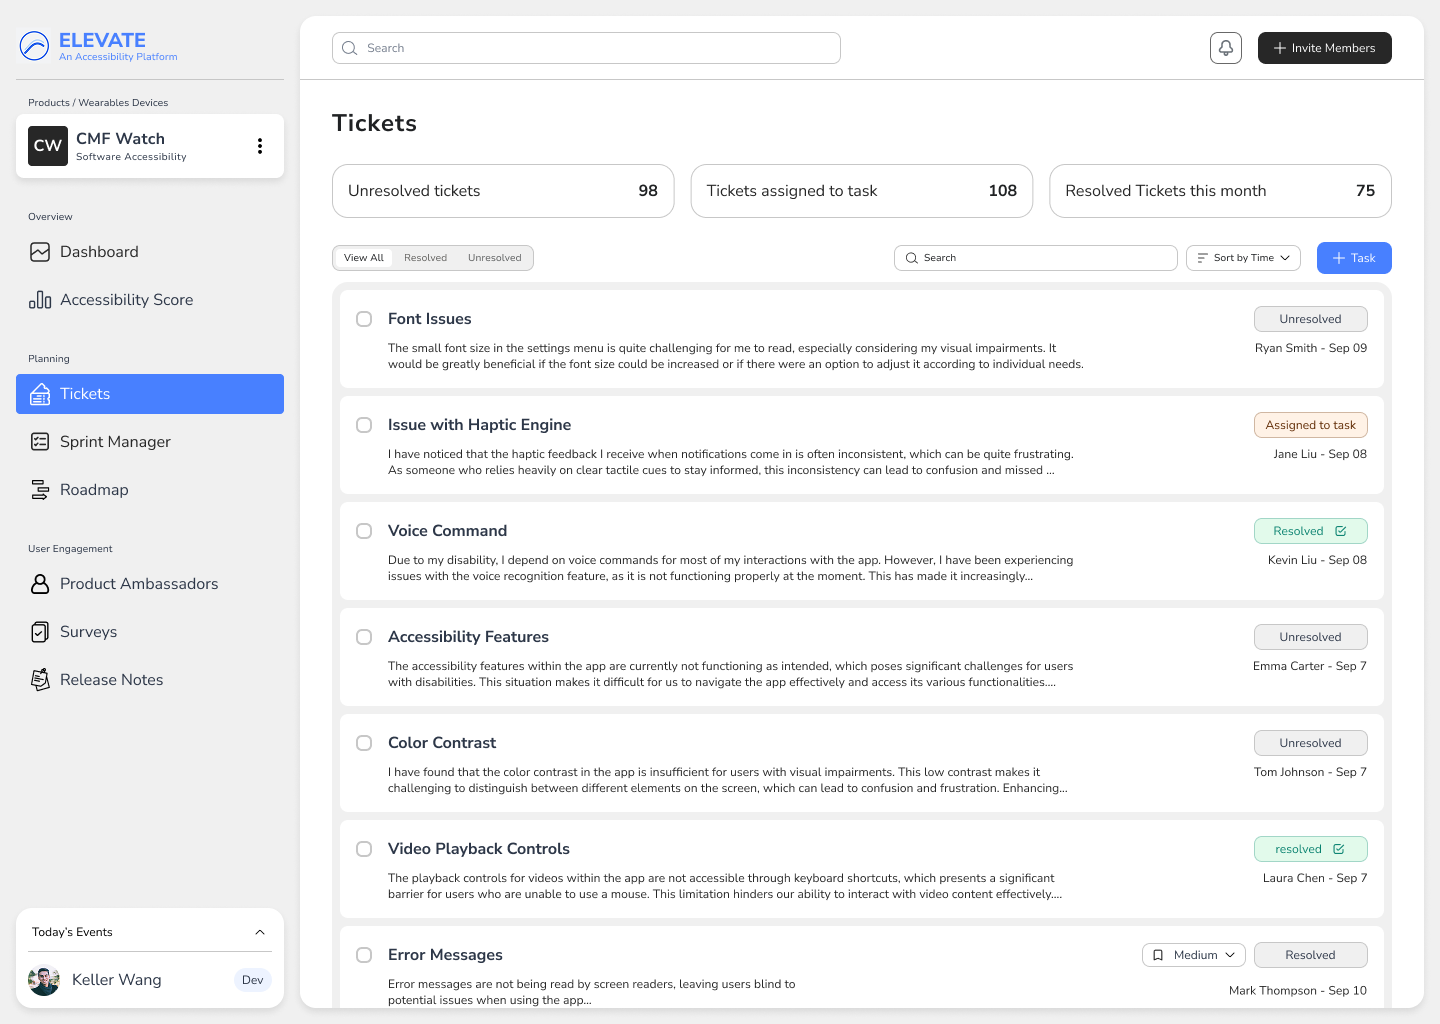 ELEVATE
An Accessibility Platform
Products / Wearables Devices
CW
CMF Watch
Software Accessibility
Overview
Dashboard
Accessibility Score
Planning
Tickets
Sprint Manager
Roadmap
User Engagement
Product Ambassadors
Surveys
Release Notes
Today's Events
Keller Wang
Dev
Search
Invite Members
Tickets
Unresolved tickets 98
Tickets assigned to task 108
Resolved Tickets this month 75
View All Resolved Unresolved
Search
Sort by Time
Task
Font Issues
Unresolved
The small font size in the settings menu is quite challenging for me to read, especially considering my visual impairments. It
would be greatly beneficial if the font size could be increased or if there were an option to adjust it according to individual needs.
Ryan Smith - Sep 09
Issue with Haptic Engine
Assigned to task
I have noticed that the haptic feedback I receive when notifications come in is often inconsistent, which can be quite frustrating.
As someone who relies heavily on clear tactile cues to stay informed, this inconsistency can lead to confusion and missed ...
Jane Liu - Sep 08
Voice Command
Resolved
Due to my disability, I depend on voice commands for most of my interactions with the app. However, I have been experiencing
issues with the voice recognition feature, as it is not functioning properly at the moment. This has made it increasingly...
Kevin Liu - Sep 08
Accessibility Features
Unresolved
The accessibility features within the app are currently not functioning as intended, which poses significant challenges for users
with disabilities. This situation makes it difficult for us to navigate the app effectively and access its various functionalities....
Emma Carter - Sep 7
Color Contrast
Unresolved
I have found that the color contrast in the app is insufficient for users with visual impairments. This low contrast makes it
challenging to distinguish between different elements on the screen, which can lead to confusion and frustration. Enhancing...
Tom Johnson - Sep 7
Video Playback Controls
resolved
The playback controls for videos within the app are not accessible through keyboard shortcuts, which presents a significant
barrier for users who are unable to use a mouse. This limitation hinders our ability to interact with video content effectively....
Laura Chen - Sep 7
Error Messages
Medium
Resolved
Error messages are not being read by screen readers, leaving users blind to
potential issues when using the app...
Mark Thompson - Sep 10